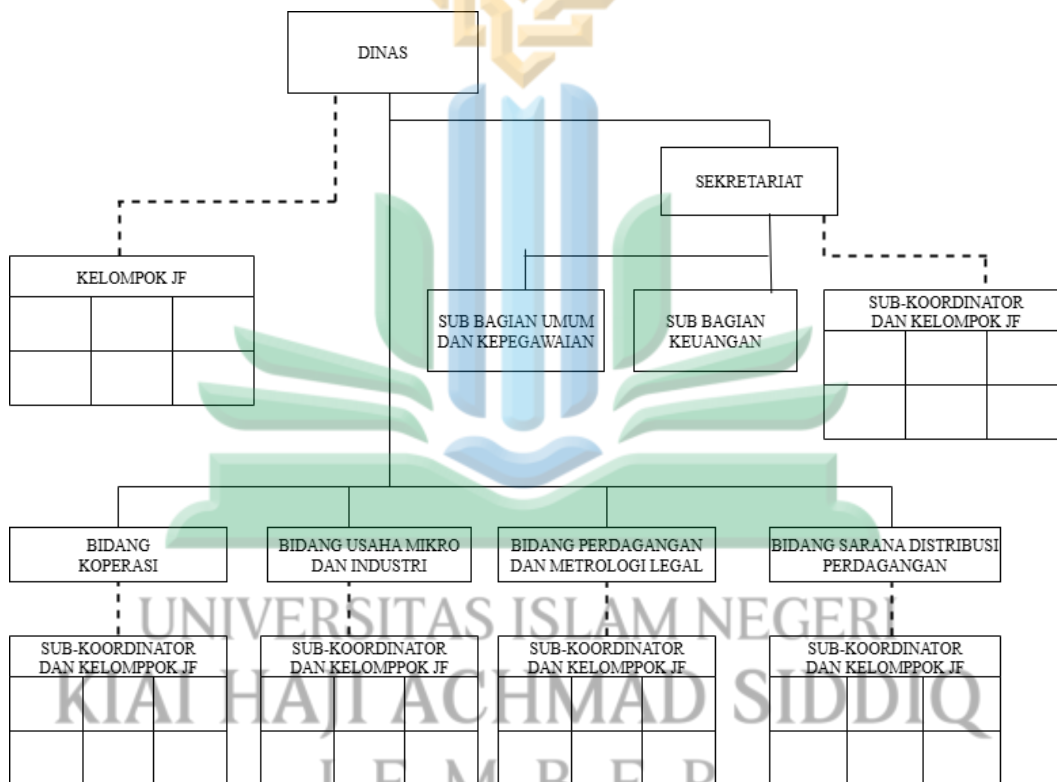 DINAS
SEKRETARIAT
KELOMPOK JF
SUB BAGIAN UMUM
DAN KEPEGAWAIAN
SUB BAGIAN
KEUANGAN
SUB-KOORDINATOR
DAN KELOMPOK JF
BIDANG
KOPERASI
BIDANG USAHA MIKRO
DAN INDUSTRI
BIDANG PERDAGANGAN
DAN METROLOGI LEGAL
BIDANG SARANA DISTRIBUSI
PERDAGANGAN
UNIVERSITAS ISLAM NEGERI
SUB-KOORDINATOR
DAN KELOMPPOK JF
SUB-KOORDINATOR
DAN KELOMPPOK JF
SUB-KOORDINATOR
DAN KELOMPPOK JF
SUB-KOORDINATOR
DAN KELOMPPOK JF
KIAI HAJI ACHMAD SIDDIQ
J E M B E R